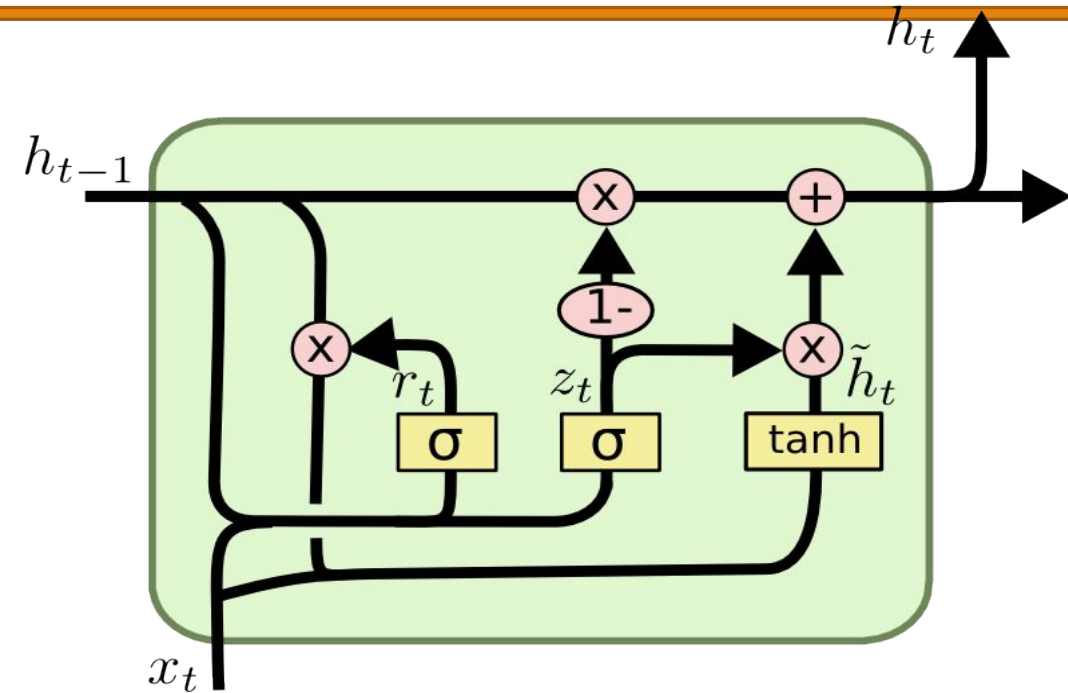 h_t
h_{t-1}
x +
1-
x r_t z_t x h̃_t
σ σ tanh
x_t